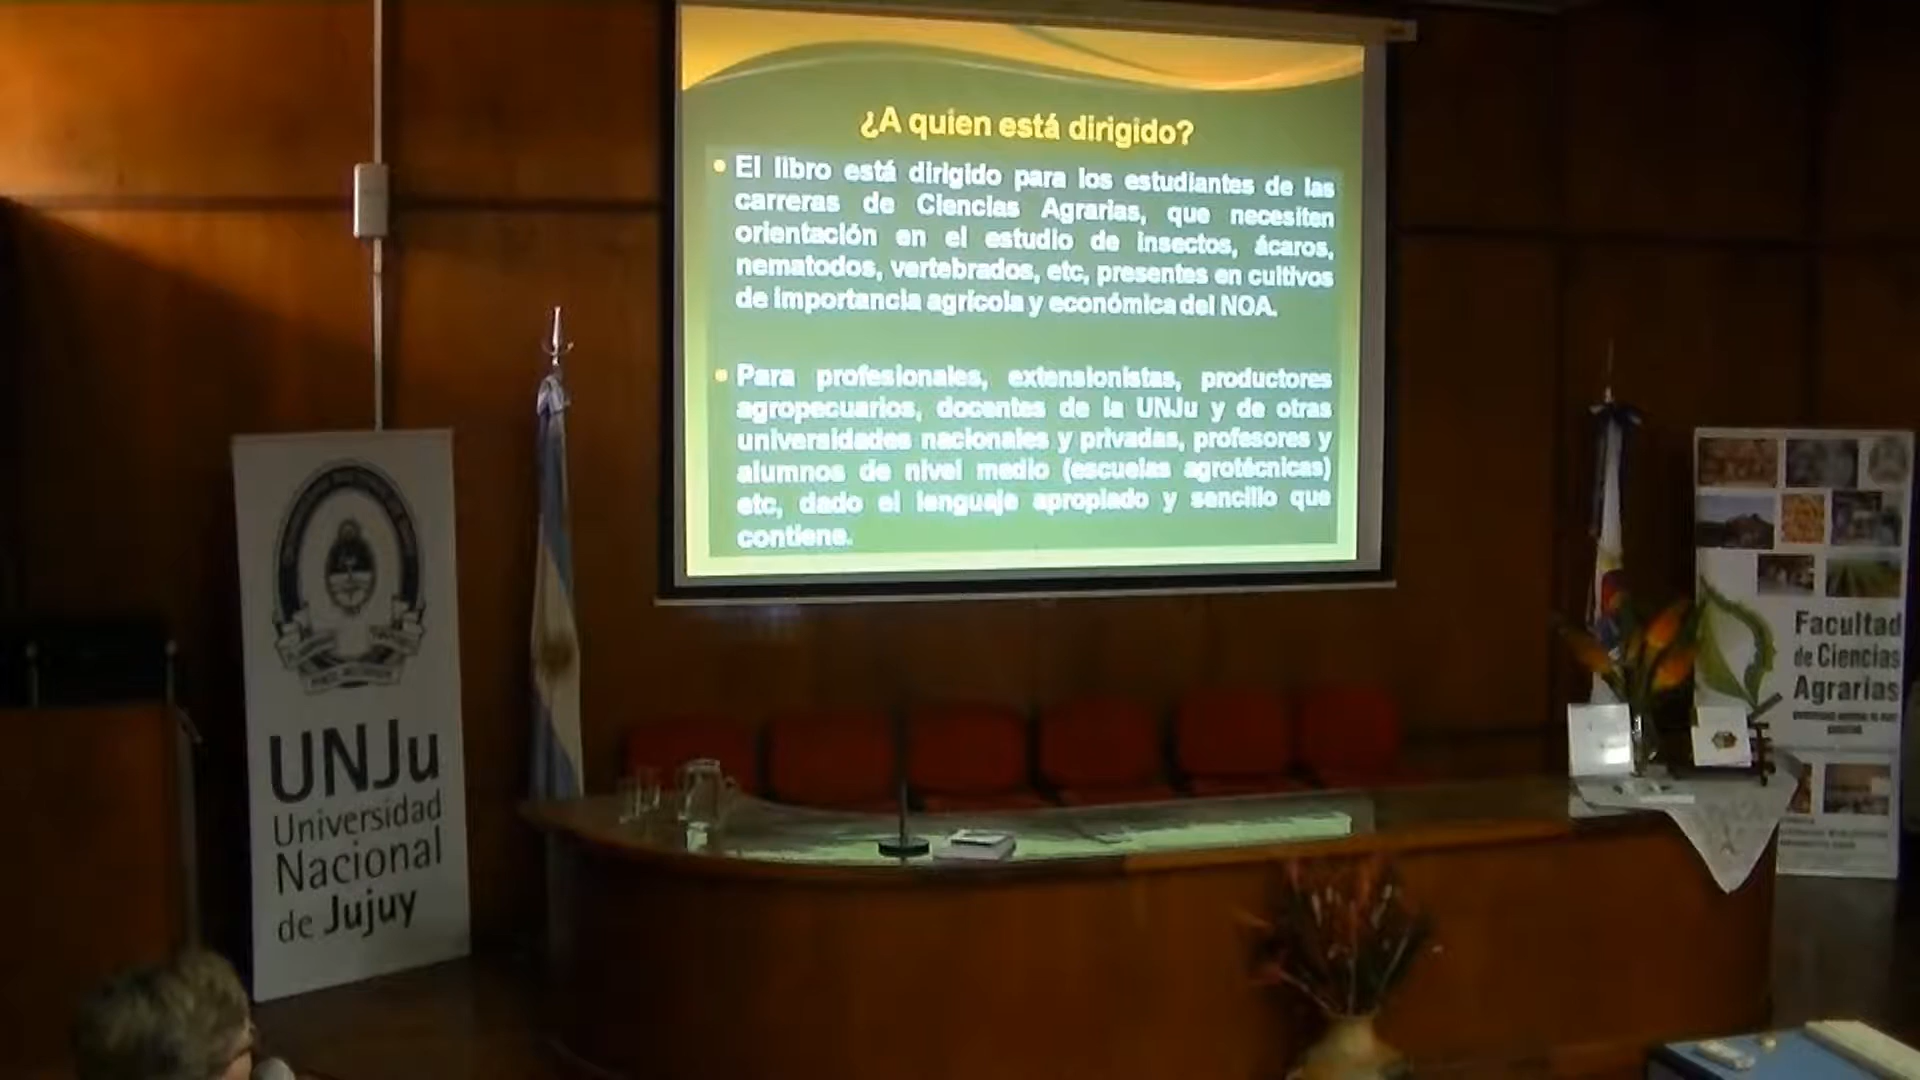 ¿A quien está dirigido?
El libro está dirigido para los estudiantes de las
carreras de Ciencias Agrarias, que necesiten
orientación en el estudio de insectos, ácaros,
nematodos, vertebrados, etc, presentes en cultivos
de importancia agrícola y económica del NOA.
Para profesionales, extensionistas, productores
agropecuarios, docentes de la UNJu y de otras
universidades nacionales y privadas, profesores y
alumnos de nivel medio (escuelas agrotécnicas)
etc, dado el lenguaje apropiado y sencillo que
contiene.
UNJu
Universidad
Nacional
de Jujuy
Facultad
de Ciencias
Agrarias